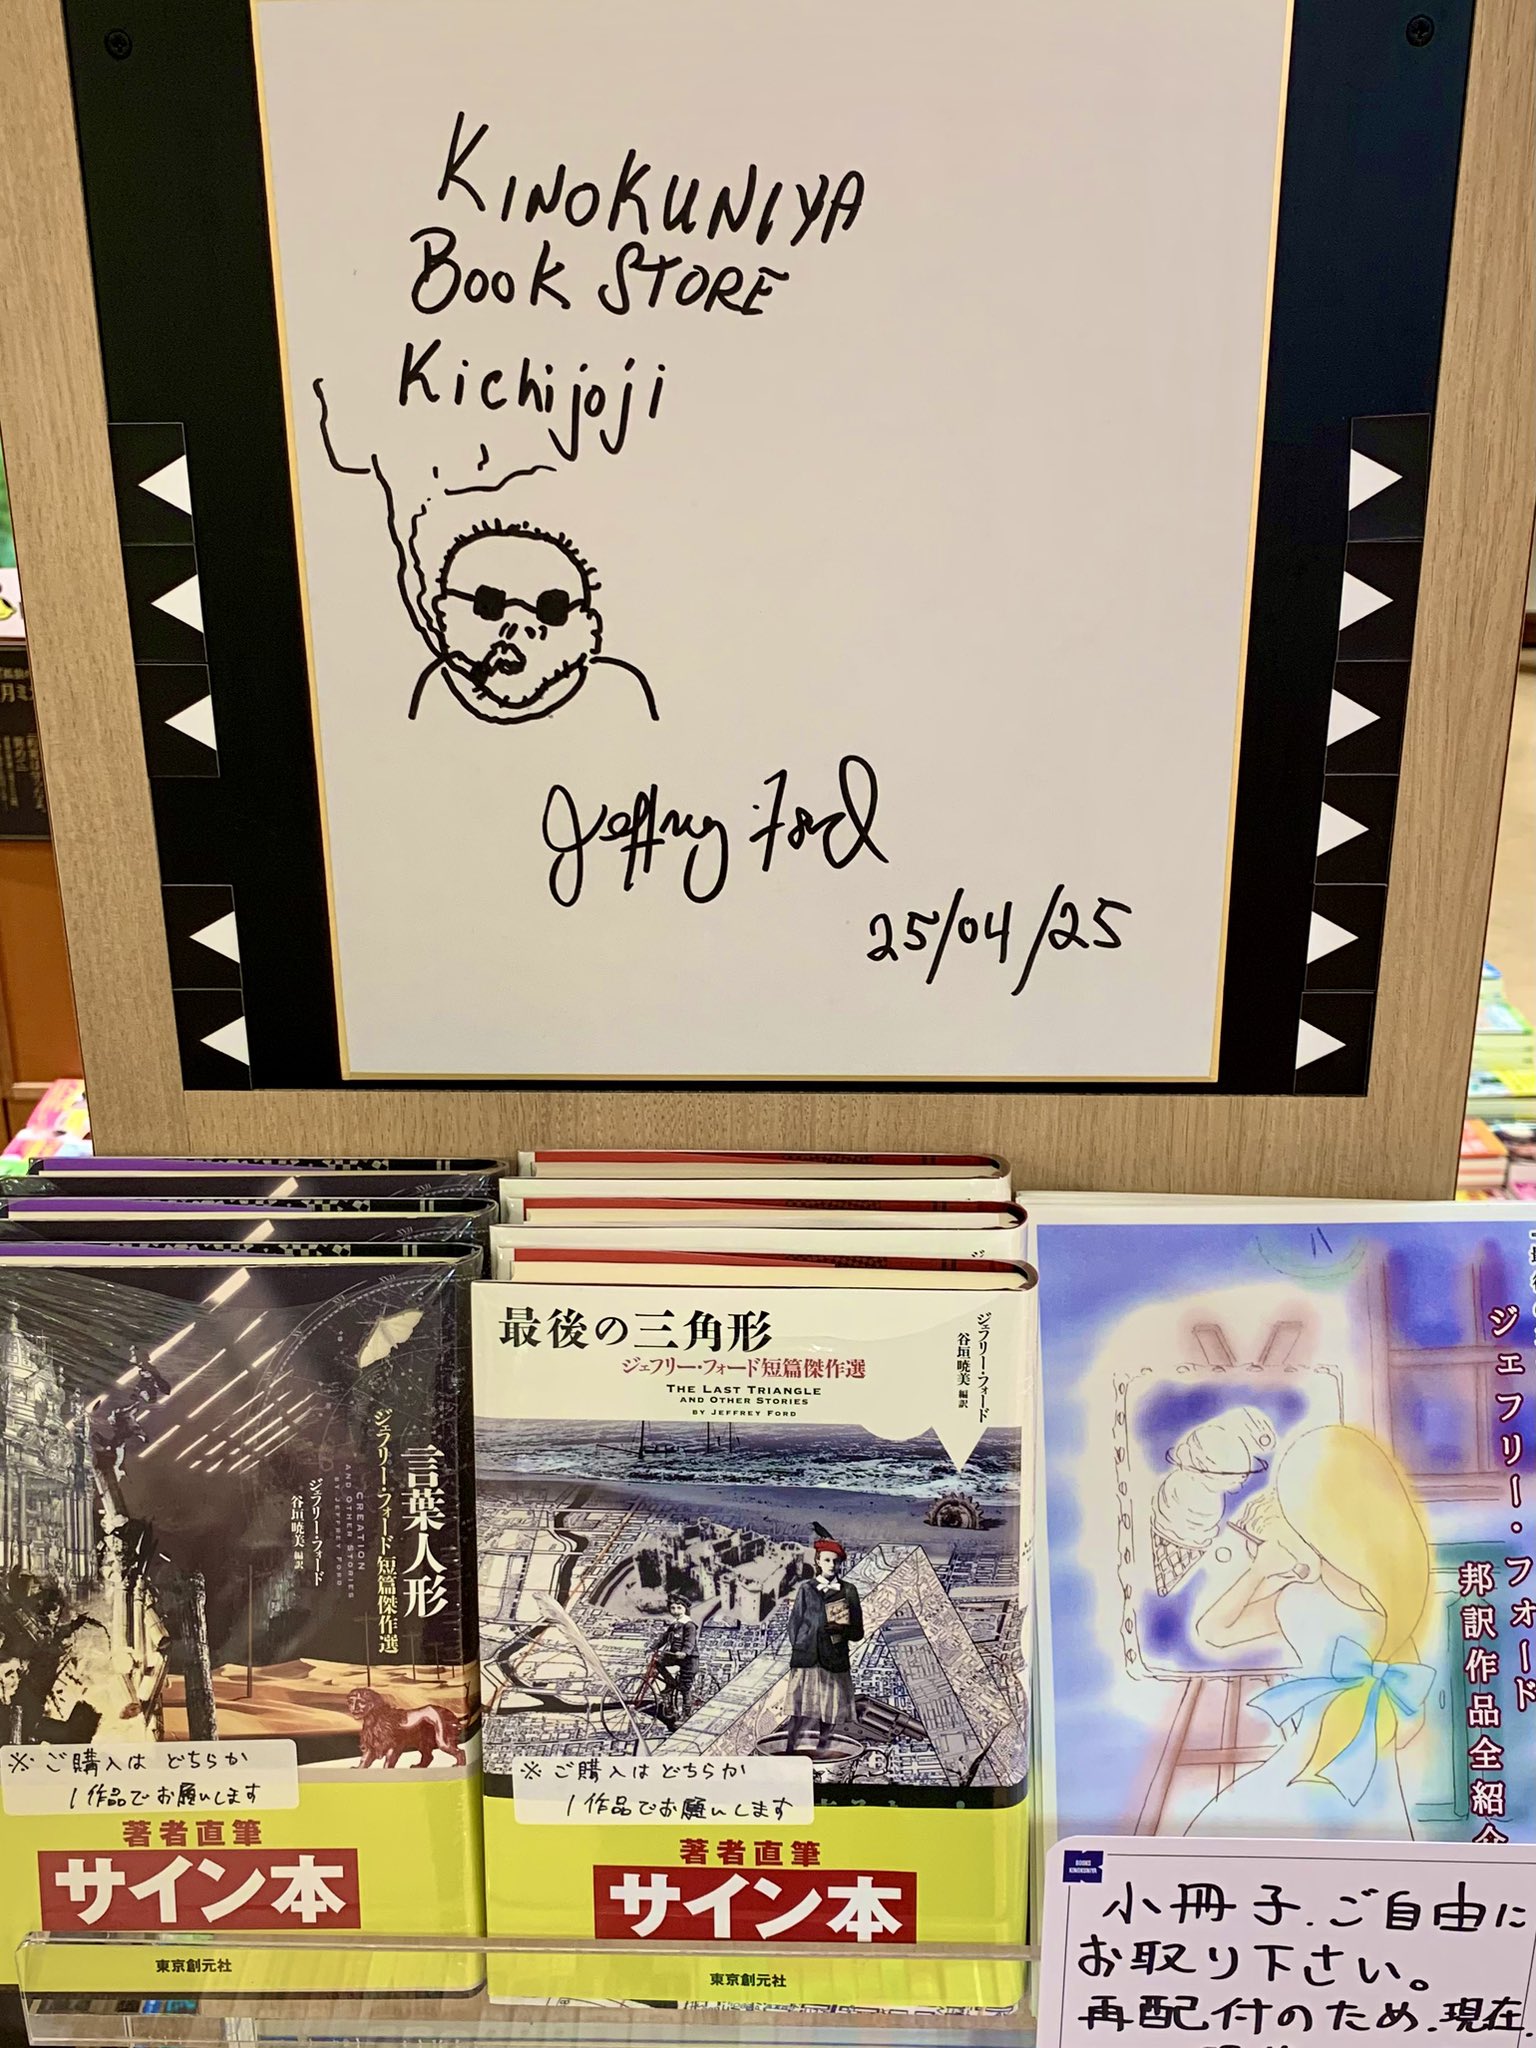 KINOKUNIYA
BOOK STORE
Kichijoji
Jeffrey Ford
25/04/25
言葉人形
ジェフリー・フォード短篇傑作選
CREATION
AND OTHER STORIES
BY JEFFREY FORD
ジェフリー・フォード
谷垣暁美 編訳
※ご購入は どちらか
1作品でお願いします
著者直筆
サイン本
東京創元社
最後の三角形
ジェフリー・フォード短篇傑作選
THE LAST TRIANGLE
AND OTHER STORIES
BY JEFFREY FORD
ジェフリー・フォード
谷垣暁美 編訳
※ご購入はどちらか
1作品でお願いします
著者直筆
サイン本
東京創元社
ジェフリー・フォード
邦訳作品全紹介
BOOKS
KINOKUNIYA
小冊子、ご自由に
お取り下さい。
再配付のため、現在、